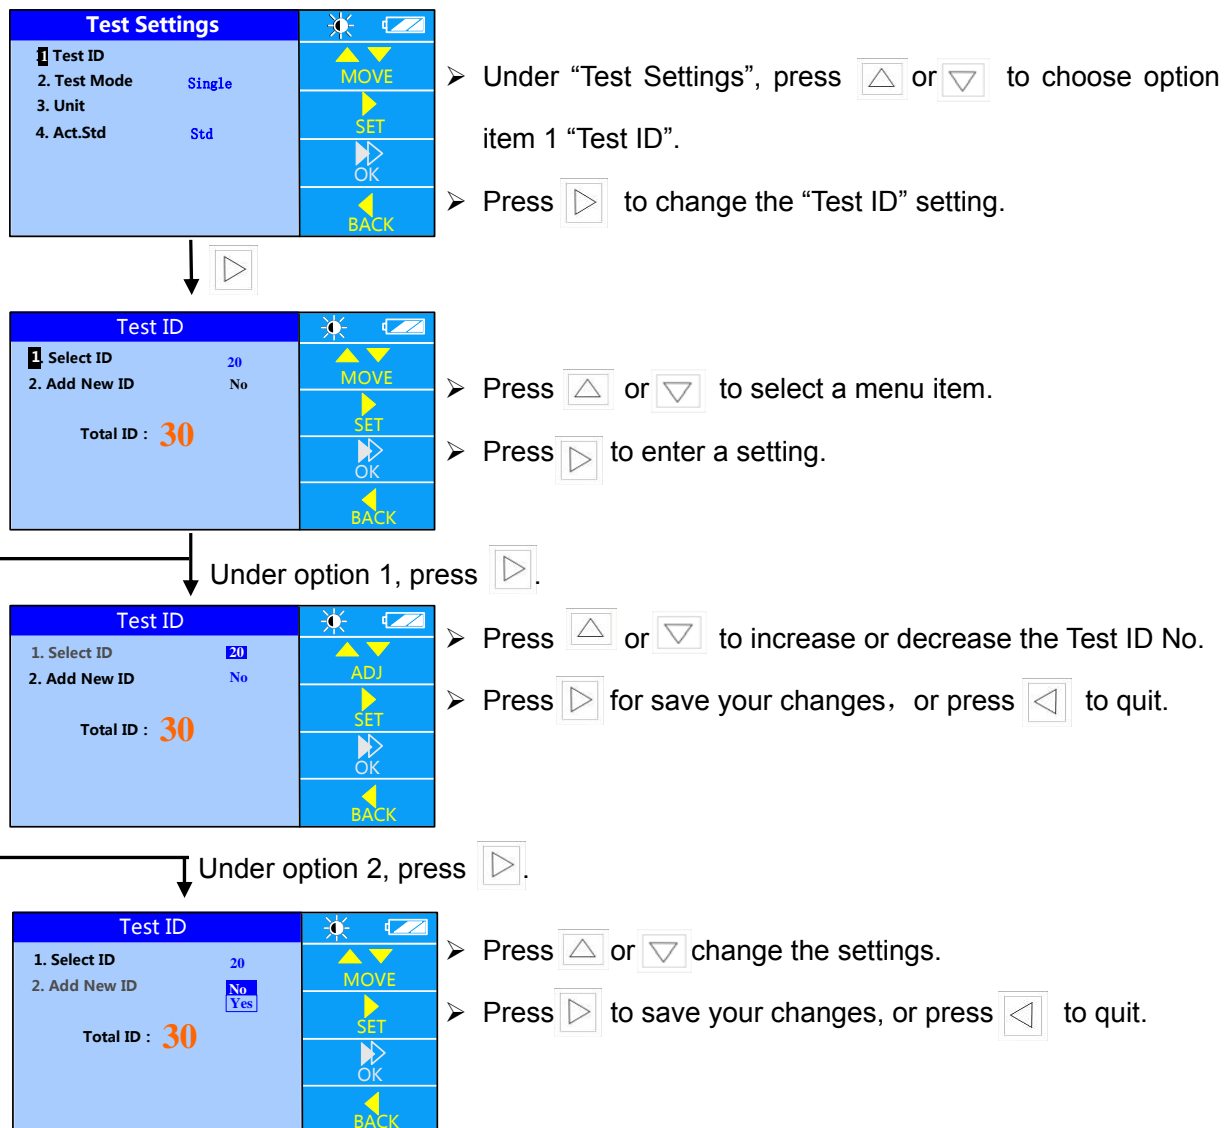 Test Settings
1 Test ID
2. Test Mode Single
3. Unit
4. Act.Std Std
MOVE
SET
OK
BACK
➢ Under “Test Settings”, press or to choose option
item 1 “Test ID”.
➢ Press to change the “Test ID” setting.
Test ID
1. Select ID 20
2. Add New ID No
Total ID : 30
MOVE
SET
OK
BACK
➢ Press or to select a menu item.
➢ Press to enter a setting.
Under option 1, press .
Test ID
1. Select ID 20
2. Add New ID No
Total ID : 30
ADJ
SET
OK
BACK
➢ Press or to increase or decrease the Test ID No.
➢ Press for save your changes，or press to quit.
Under option 2, press .
Test ID
1. Select ID 20
2. Add New ID No
Yes
Total ID : 30
MOVE
SET
OK
BACK
➢ Press or change the settings.
➢ Press to save your changes, or press to quit.